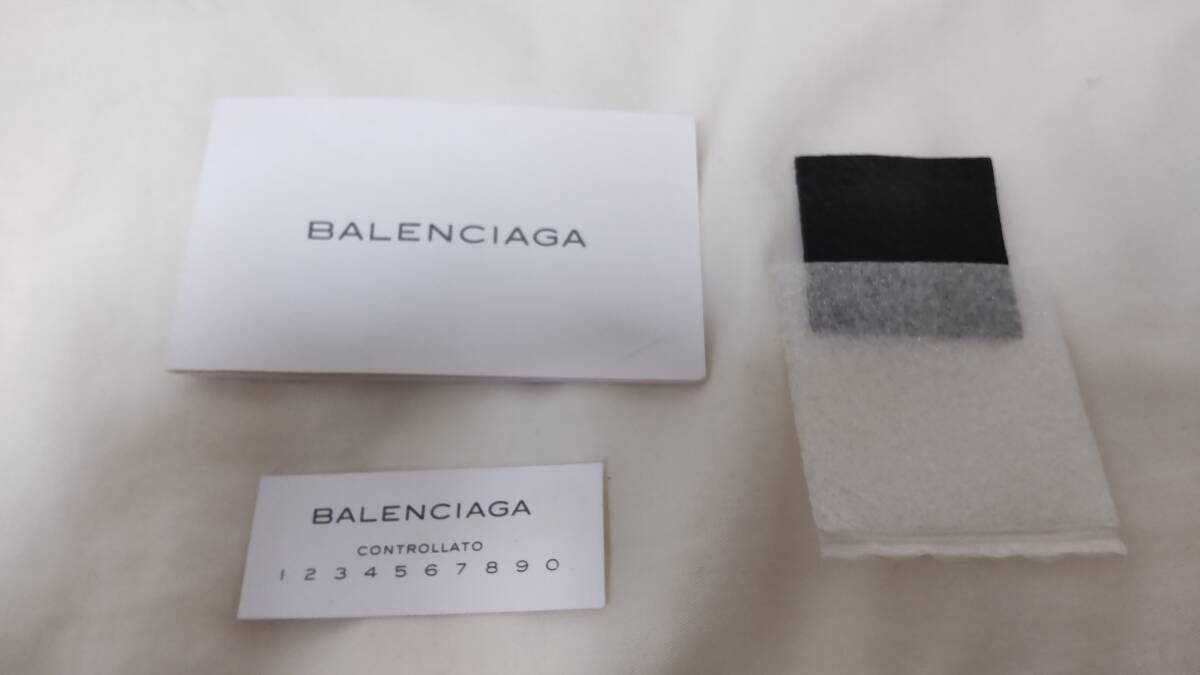 BALENCIAGA
BALENCIAGA
CONTROLLATO
1 2 3 4 5 6 7 8 9 0